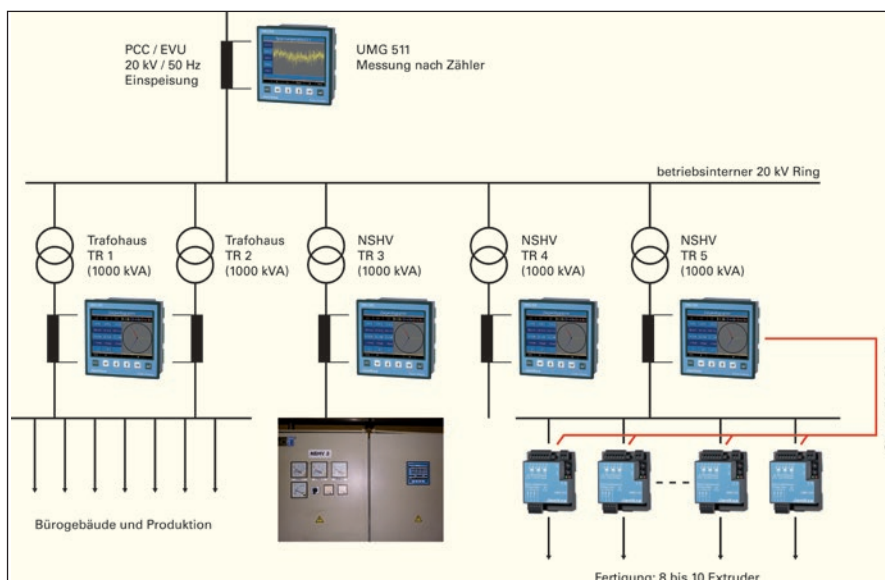 PCC / EVU
20 kV / 50 Hz
Einspeisung
UMG 511
Messung nach Zähler
betriebsinterner 20 kV Ring
Trafohaus
TR 1
(1000 kVA)
Trafohaus
TR 2
(1000 kVA)
NSHV
TR 3
(1000 kVA)
NSHV
TR 4
(1000 kVA)
NSHV
TR 5
(1000 kVA)
Bürogebäude und Produktion
Fertigung: 8 bis 10 Extruder